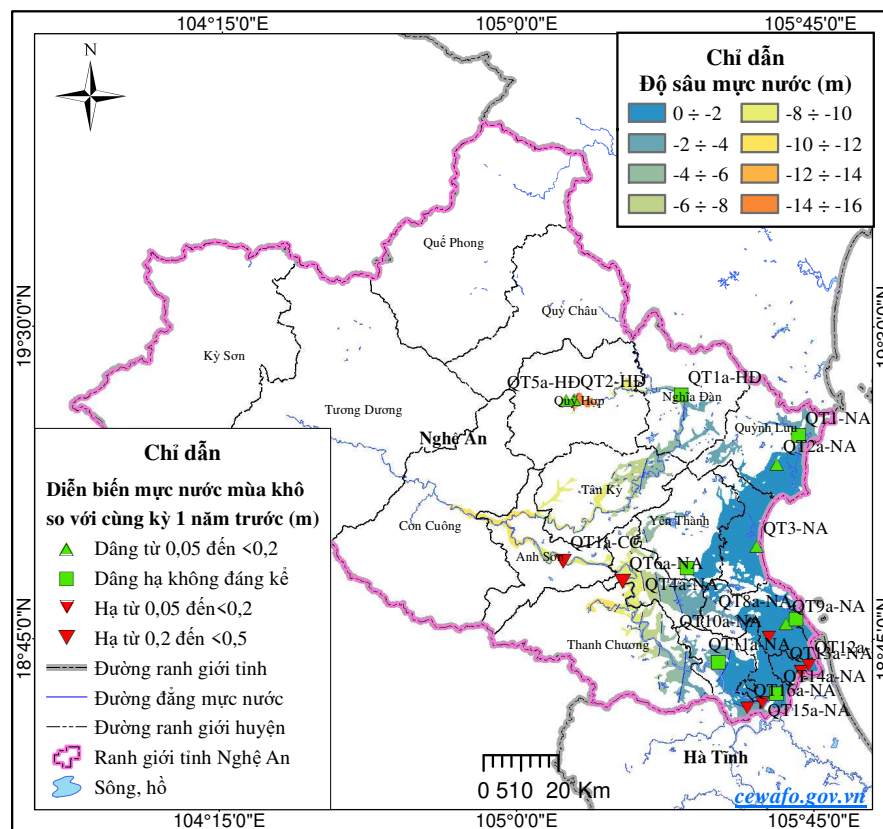 104°15'0"E
105°0'0"E
105°45'0"E
N
Chỉ dẫn
Độ sâu mực nước (m)
0 ÷ -2
-8 ÷ -10
-2 ÷ -4
-10 ÷ -12
-4 ÷ -6
-12 ÷ -14
-6 ÷ -8
-14 ÷ -16
Quế Phong
19°30'0"N
19°30'0"N
Quỳ Châu
Kỳ Sơn
QT5a-HĐ
QT2-HĐ
QT1a-HĐ
Quỳ Hợp
Nghĩa Đàn
Tương Dương
QT1-NA
Quỳnh Lưu
Nghệ An
QT2a-NA
Tân Kỳ
Con Cuông
Yên Thành
QT3-NA
QT1a-CC
Anh Sơn
QT6a-NA
QT4a-NA
QT8a-NA
QT9a-NA
QT10a-NA
18°45'0"N
18°45'0"N
Thanh Chương
QT11a-NA
QT12a-
QT14a-NA
QT16a-NA
QT15a-NA
Hà Tĩnh
Chỉ dẫn
Diễn biến mực nước mùa khô
so với cùng kỳ 1 năm trước (m)
Dâng từ 0,05 đến <0,2
Dâng hạ không đáng kể
Hạ từ 0,05 đến<0,2
Hạ từ 0,2 đến <0,5
Đường ranh giới tỉnh
Đường đẳng mực nước
Đường ranh giới huyện
Ranh giới tỉnh Nghệ An
Sông, hồ
0 510 20 Km
cewafo.gov.vn
104°15'0"E
105°0'0"E
105°45'0"E